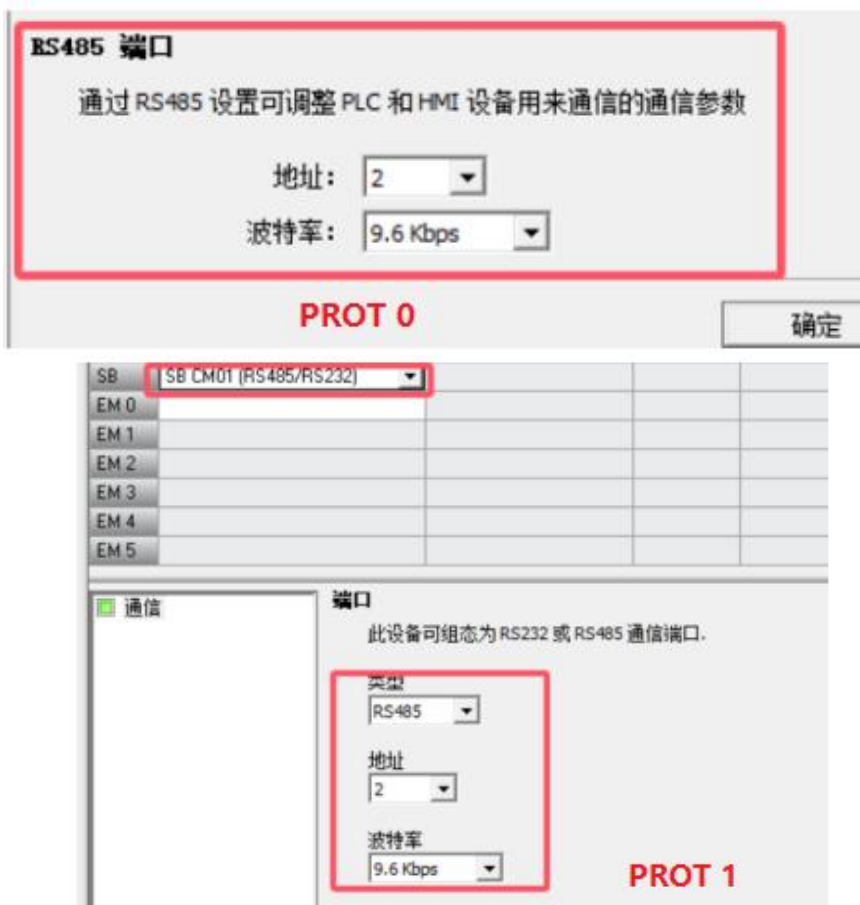 RS485 端口
通过 RS485 设置可调整 PLC 和 HMI 设备用来通信的通信参数
地址: 2
波特率: 9.6 Kbps
PROT 0
确定
SB SB CM01 (RS485/RS232)
EM 0
EM 1
EM 2
EM 3
EM 4
EM 5
通信
端口
此设备可组态为 RS232 或 RS485 通信端口.
类型
RS485
地址
2
波特率
9.6 Kbps
PROT 1